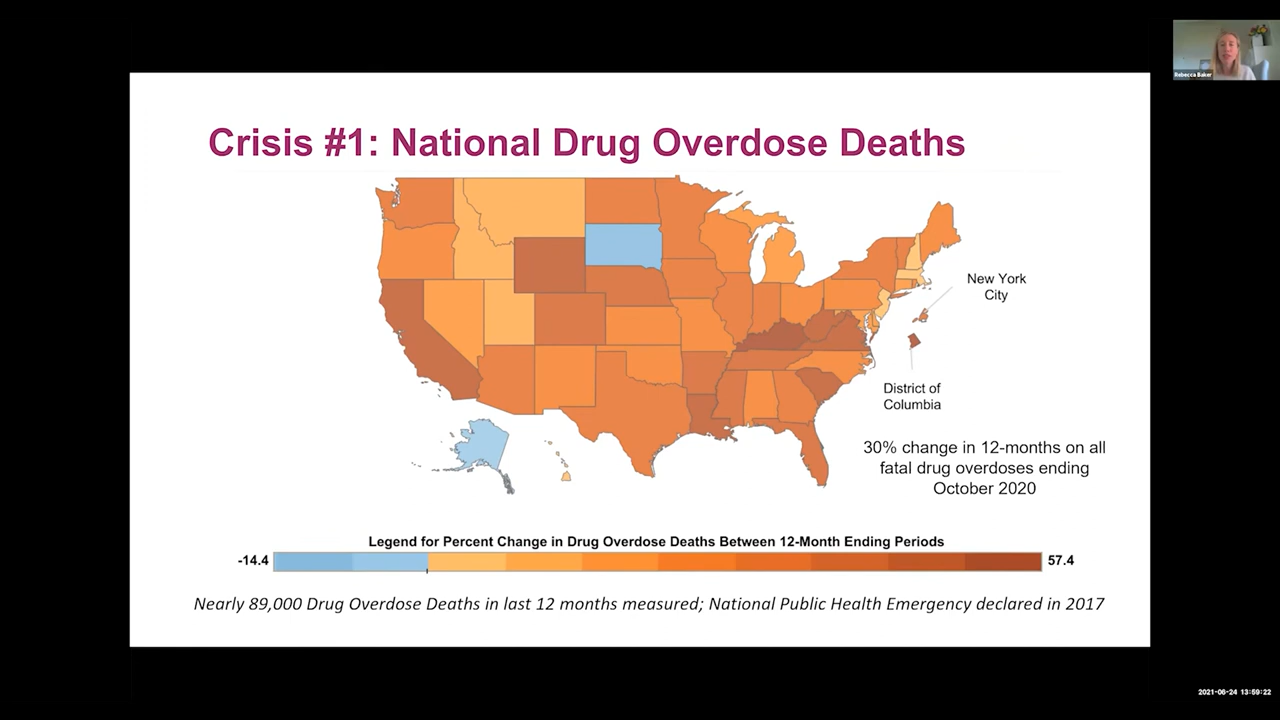 Rebecca Baker
Crisis #1: National Drug Overdose Deaths
New York
City
District of
Columbia
30% change in 12-months on all
fatal drug overdoses ending
October 2020
Legend for Percent Change in Drug Overdose Deaths Between 12-Month Ending Periods
-14.4
57.4
Nearly 89,000 Drug Overdose Deaths in last 12 months measured; National Public Health Emergency declared in 2017
2021-06-24 13:59:22